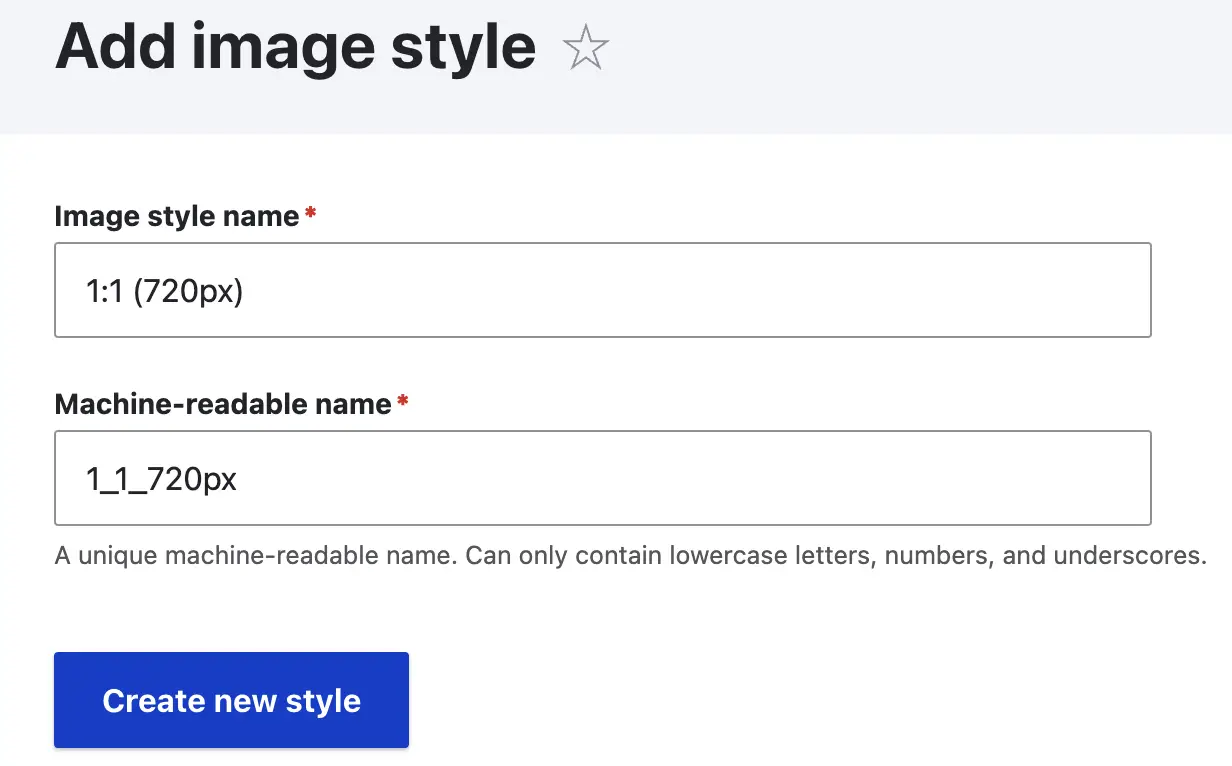 Add image style
Image style name*
1:1 (720px)
Machine-readable name*
1_1_720px
A unique machine-readable name. Can only contain lowercase letters, numbers, and underscores.
Create new style